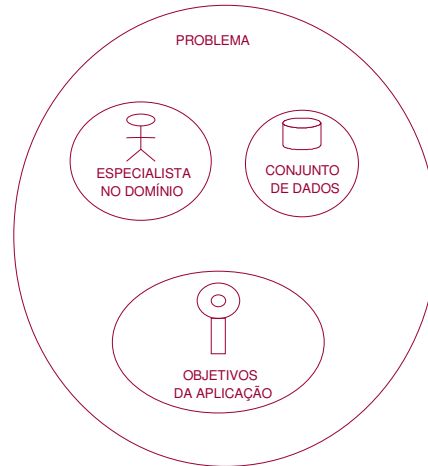 PROBLEMA
ESPECIALISTA
NO DOMÍNIO
CONJUNTO
DE DADOS
OBJETIVOS
DA APLICAÇÃO